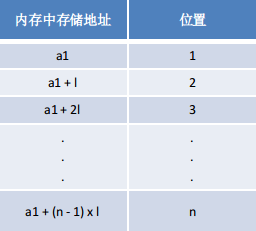 内存中存储地址 位置
a1 1
a1 + l 2
a1 + 2l 3
. .
. .
. .
a1 + (n - 1) x l n